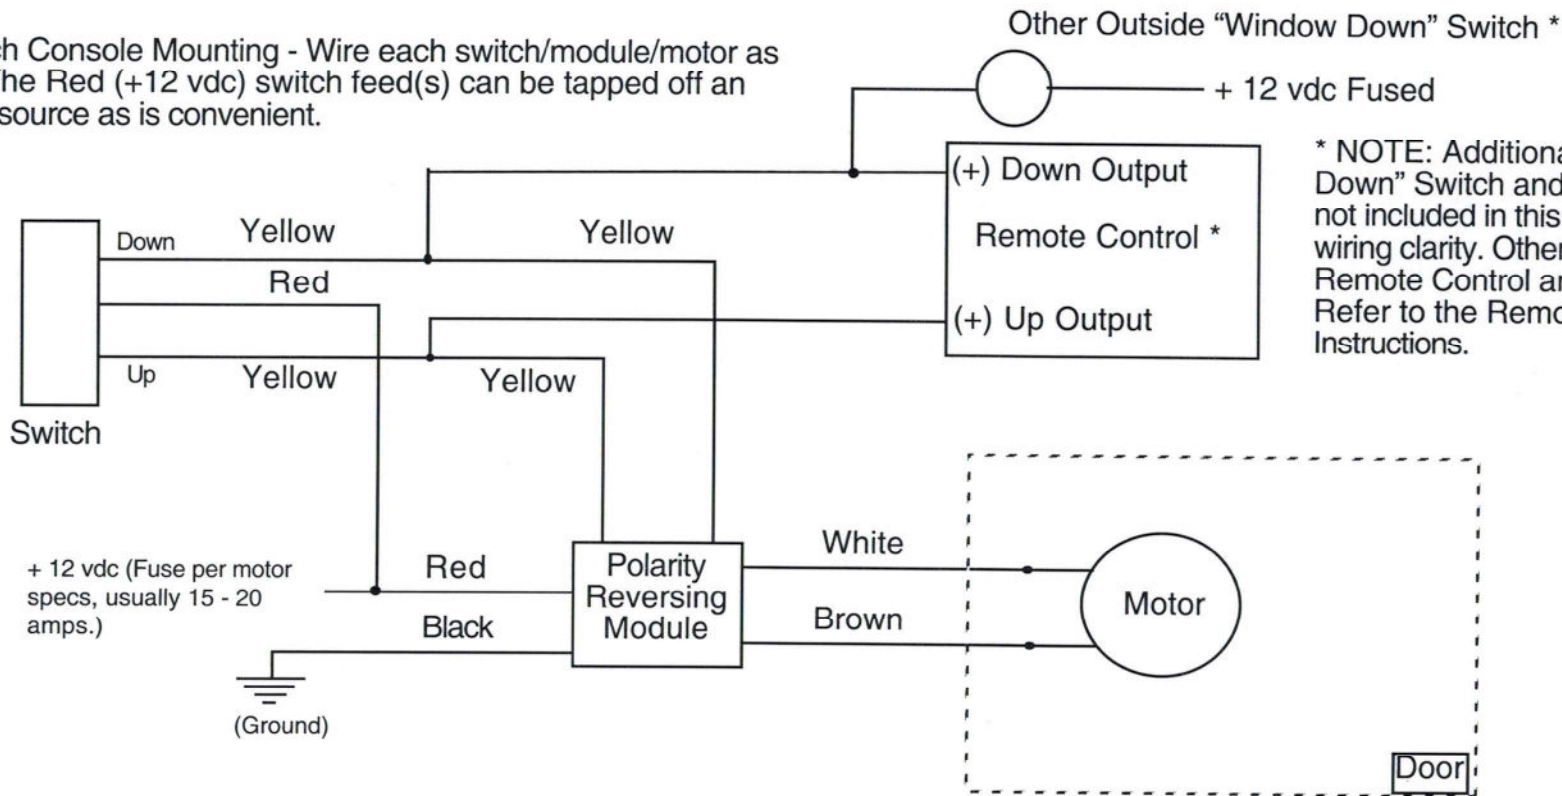 Other Outside “Window Down” Switch *
Console Mounting - Wire each switch/module/motor as
he Red (+12 vdc) switch feed(s) can be tapped off an
source as is convenient.
+ 12 vdc Fused
(+) Down Output
Remote Control *
(+) Up Output
* NOTE: Additiona
Down” Switch and
not included in this
wiring clarity. Other
Remote Control a
Refer to the Remo
Instructions.
Down
Yellow
Yellow
Red
Up
Yellow
Yellow
Switch
+ 12 vdc (Fuse per motor
specs, usually 15 - 20
amps.)
Red
Black
(Ground)
Polarity
Reversing
Module
White
Brown
Motor
Door